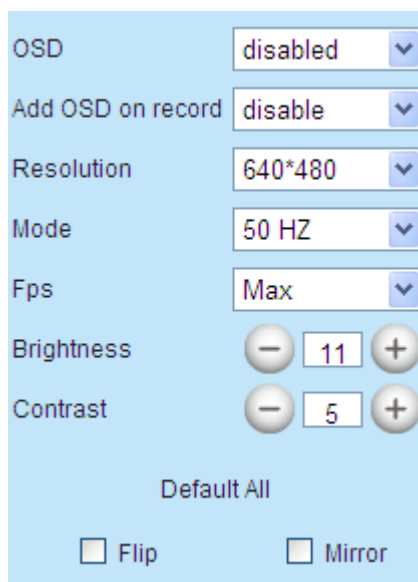 OSD disabled
Add OSD on record disable
Resolution 640*480
Mode 50 HZ
Fps Max
Brightness 11
Contrast 5
Default All
Flip Mirror